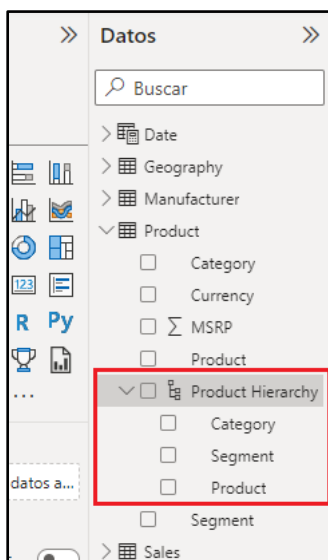 Datos
Buscar
Date
Geography
Manufacturer
Product
Category
Currency
123
MSRP
R Py
Product
Product Hierarchy
...
Category
Segment
datos a...
Product
Segment
Sales